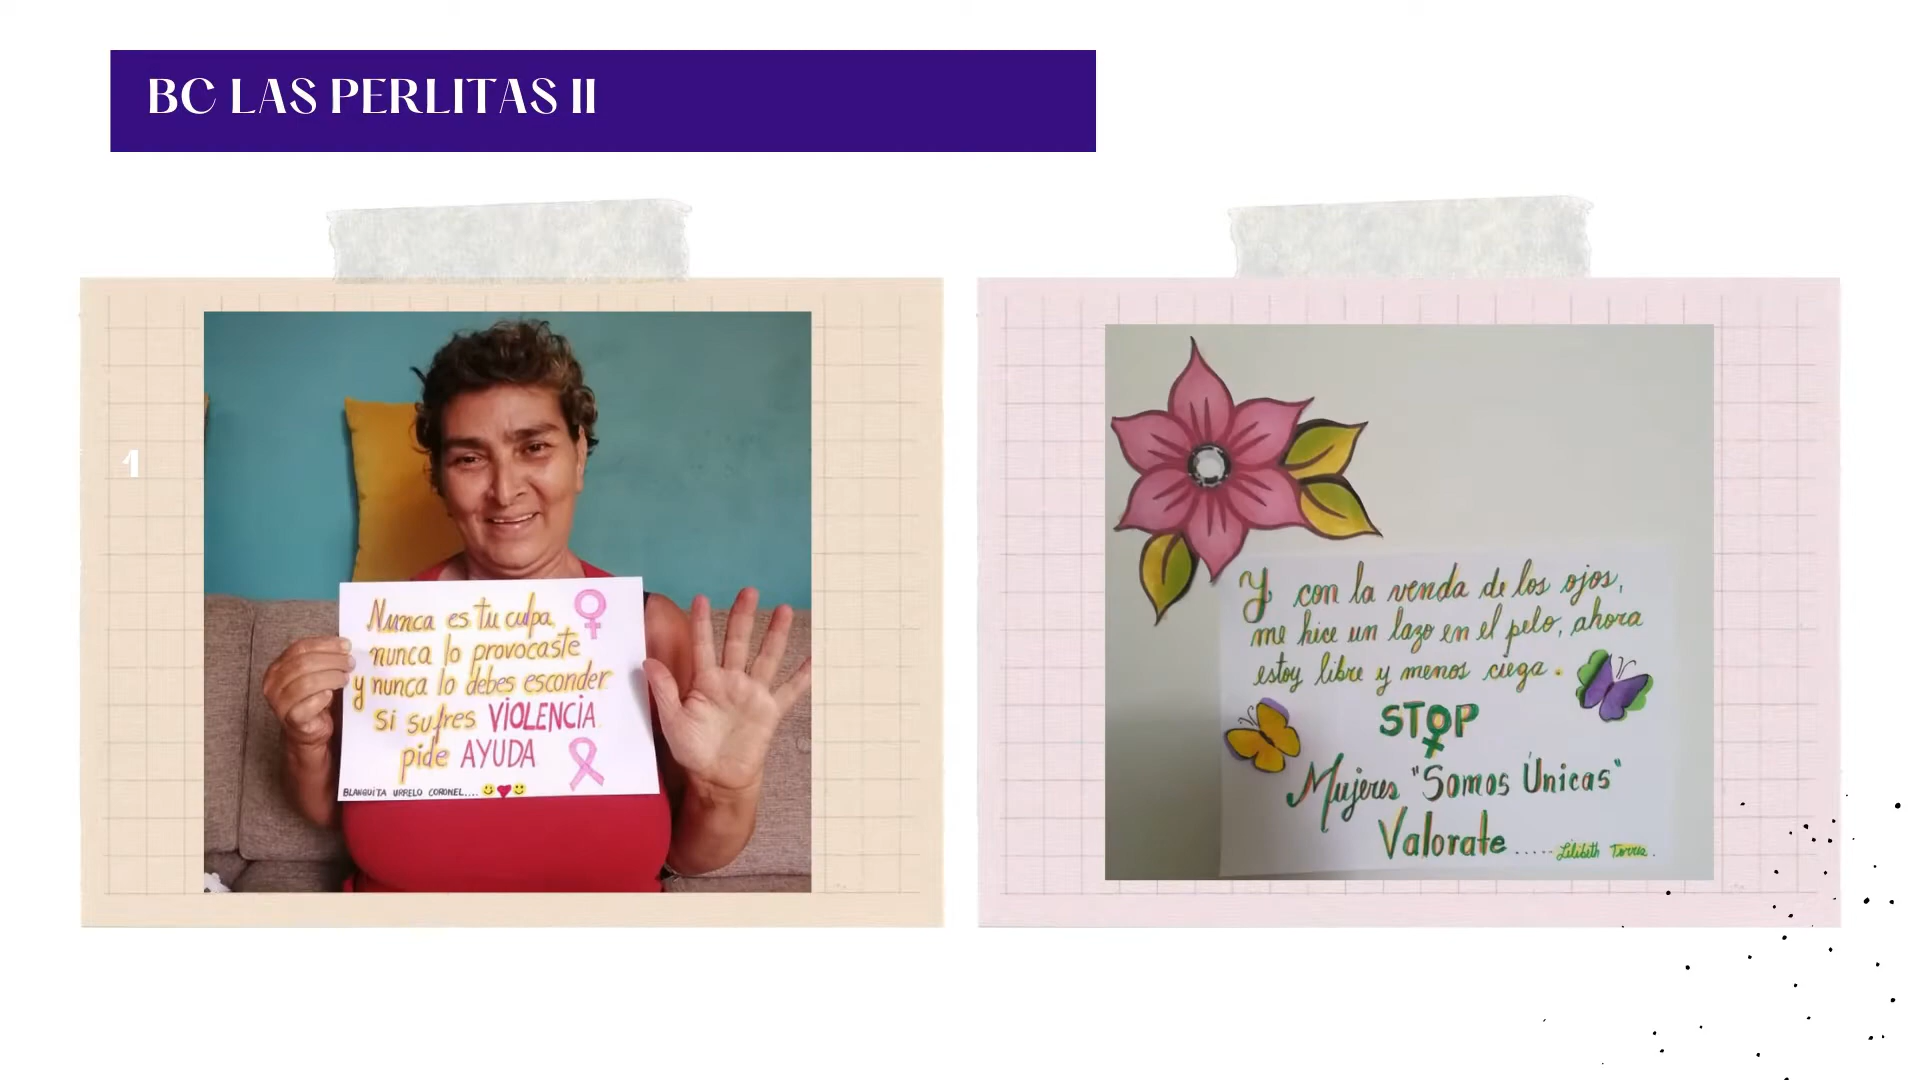 BC LAS PERLITAS II
1
Nunca es tu culpa
nunca lo provocaste
y nunca lo debes esconder
si sufres VIOLENCIA
pide AYUDA
BLANQUITA URRELO CORONEL....
Y con la venda de los ojos,
me hice un lazo en el pelo, ahora
estoy libre y menos ciega.
STOP
Mujeres "Somos Únicas"
Valorate..... Lilibeth Torres.